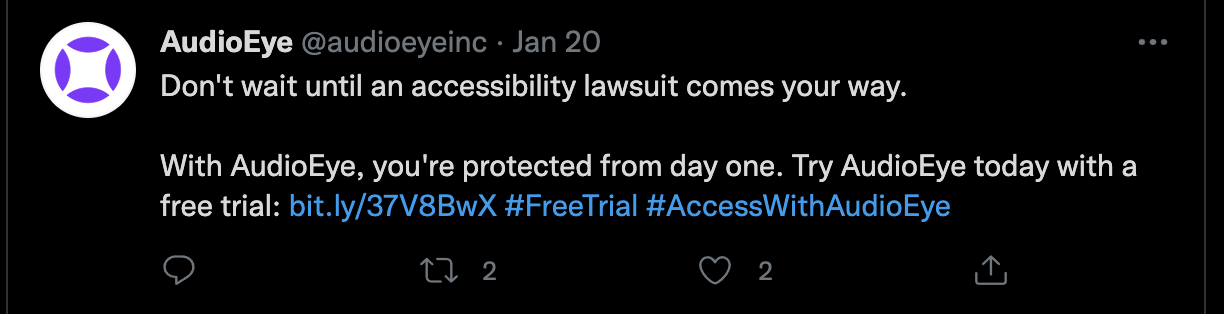 AudioEye @audioeyeinc · Jan 20
Don't wait until an accessibility lawsuit comes your way.
With AudioEye, you're protected from day one. Try AudioEye today with a
free trial: bit.ly/37V8BwX #FreeTrial #AccessWithAudioEye
2 2